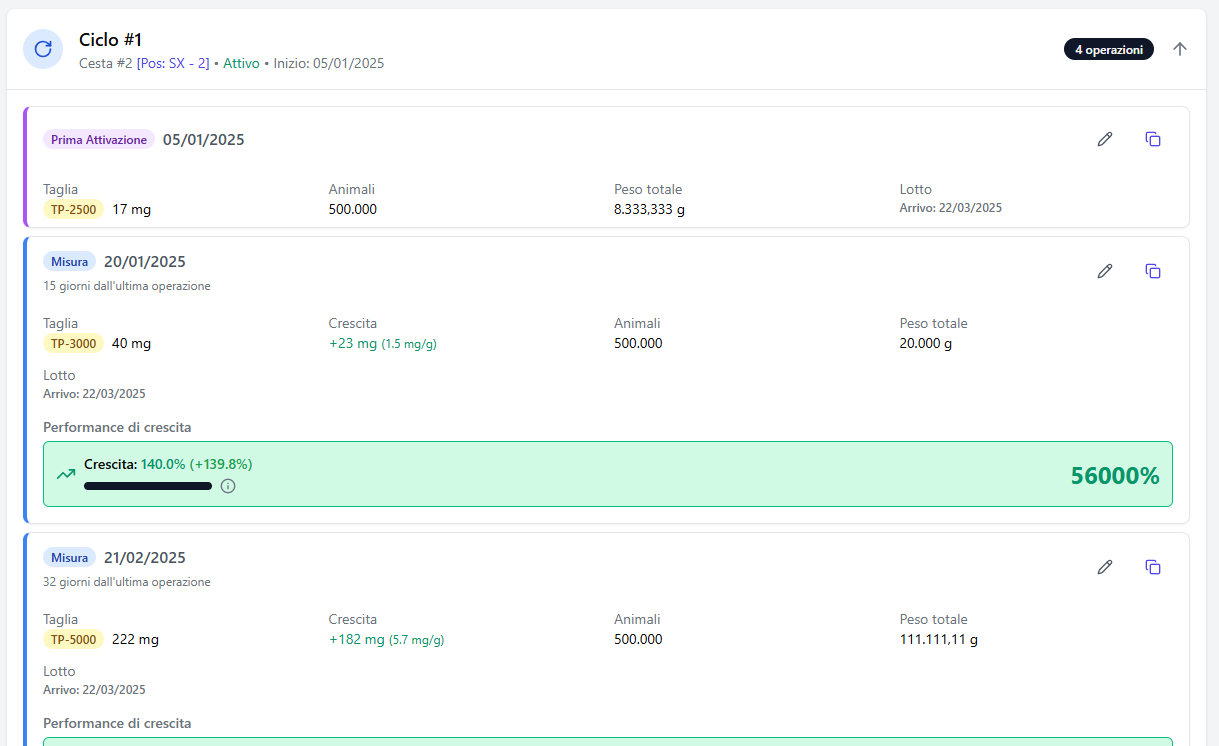 Ciclo #1
Cesta #2 [Pos: SX - 2] • Attivo • Inizio: 05/01/2025
4 operazioni
Prima Attivazione 05/01/2025
Taglia Animali Peso totale Lotto
TP-2500 17 mg 500.000 8.333,333 g Arrivo: 22/03/2025
Misura 20/01/2025
15 giorni dall'ultima operazione
Taglia Crescita Animali Peso totale
TP-3000 40 mg +23 mg (1.5 mg/g) 500.000 20.000 g
Lotto
Arrivo: 22/03/2025
Performance di crescita
Crescita: 140.0% (+139.8%)
56000%
Misura 21/02/2025
32 giorni dall'ultima operazione
Taglia Crescita Animali Peso totale
TP-5000 222 mg +182 mg (5.7 mg/g) 500.000 111.111,11 g
Lotto
Arrivo: 22/03/2025
Performance di crescita